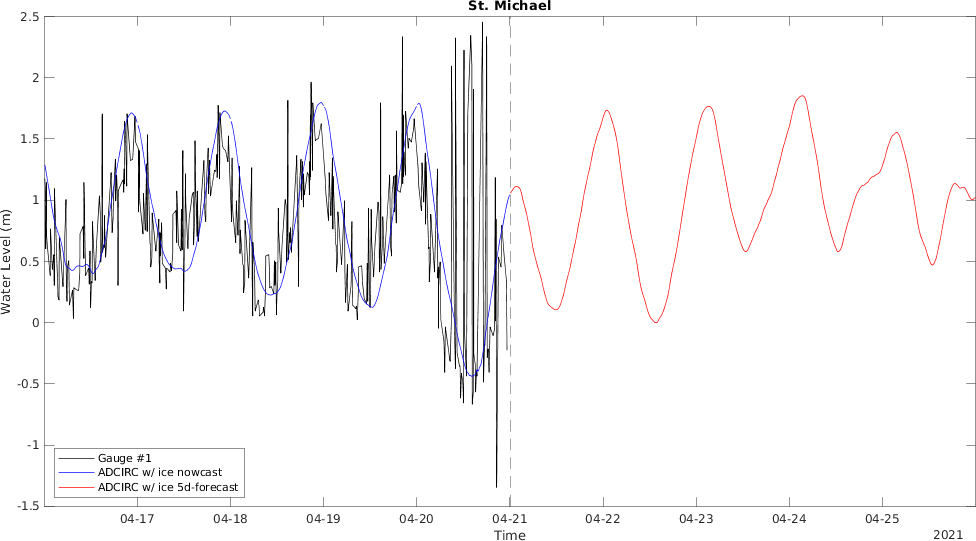 St. Michael
2.5
2
1.5
1
0.5
0
-0.5
-1
-1.5
Water Level (m)
Gauge #1
ADCIRC w/ ice nowcast
ADCIRC w/ ice 5d-forecast
04-17 04-18 04-19 04-20 04-21 04-22 04-23 04-24 04-25
Time
2021